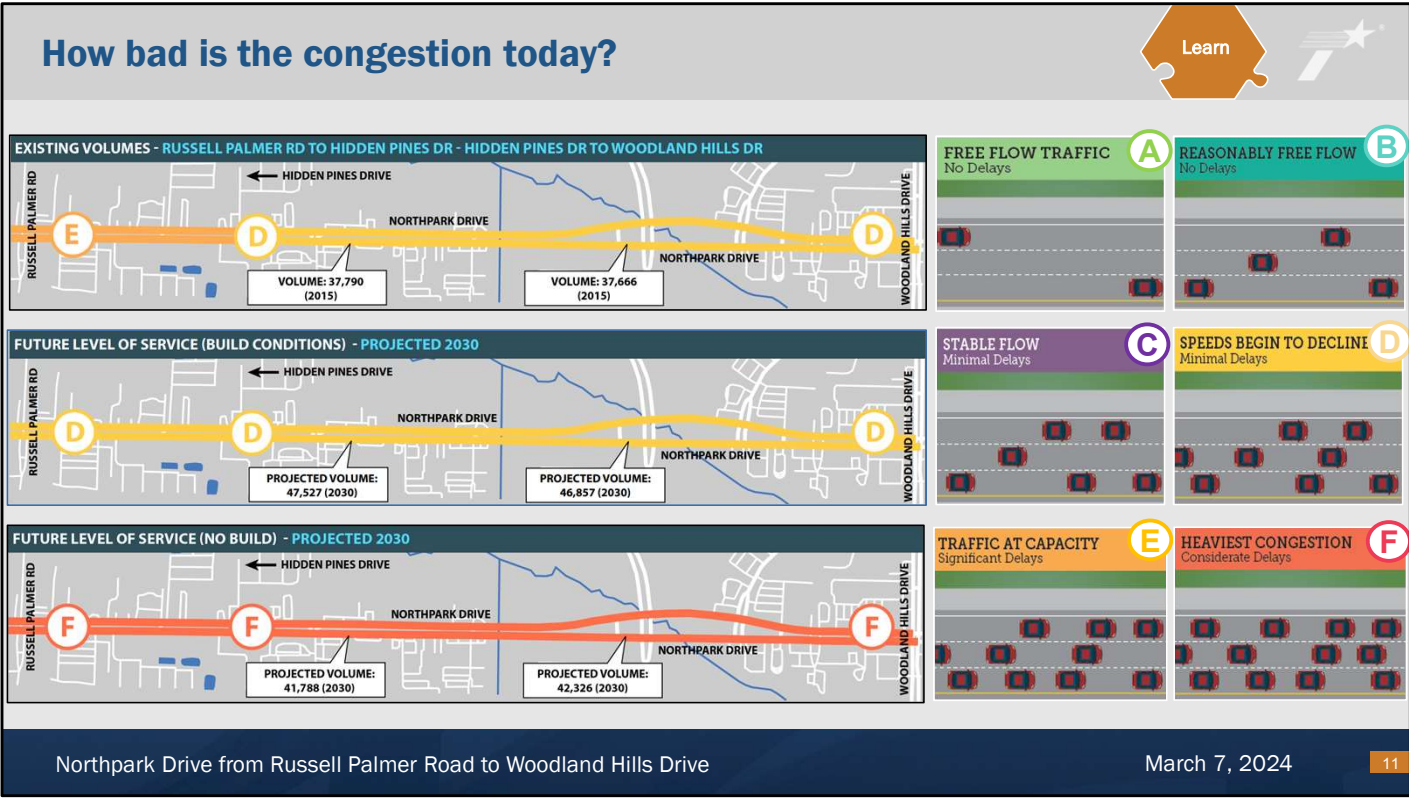 How bad is the congestion today?
Learn
EXISTING VOLUMES - RUSSELL PALMER RD TO HIDDEN PINES DR - HIDDEN PINES DR TO WOODLAND HILLS DR
RUSSELL PALMER RD
HIDDEN PINES DRIVE
NORTHPARK DRIVE
NORTHPARK DRIVE
WOODLAND HILLS DRIVE
E
D
D
VOLUME: 37,790
(2015)
VOLUME: 37,666
(2015)
FUTURE LEVEL OF SERVICE (BUILD CONDITIONS) - PROJECTED 2030
RUSSELL PALMER RD
HIDDEN PINES DRIVE
NORTHPARK DRIVE
NORTHPARK DRIVE
WOODLAND HILLS DRIVE
D
D
D
PROJECTED VOLUME:
47,527 (2030)
PROJECTED VOLUME:
46,857 (2030)
FUTURE LEVEL OF SERVICE (NO BUILD) - PROJECTED 2030
RUSSELL PALMER RD
HIDDEN PINES DRIVE
NORTHPARK DRIVE
NORTHPARK DRIVE
WOODLAND HILLS DRIVE
F
F
F
PROJECTED VOLUME:
41,788 (2030)
PROJECTED VOLUME:
42,326 (2030)
FREE FLOW TRAFFIC
No Delays
A
REASONABLY FREE FLOW
No Delays
B
STABLE FLOW
Minimal Delays
C
SPEEDS BEGIN TO DECLINE
Minimal Delays
D
TRAFFIC AT CAPACITY
Significant Delays
E
HEAVIEST CONGESTION
Considerate Delays
F
Northpark Drive from Russell Palmer Road to Woodland Hills Drive
March 7, 2024
11